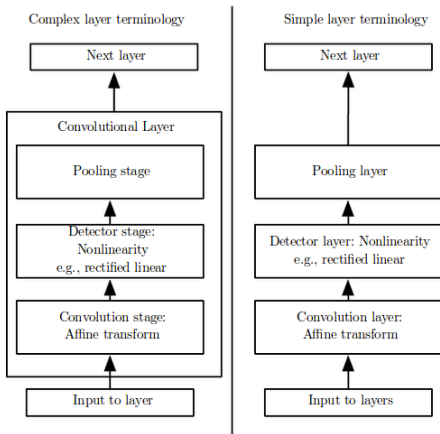 Complex layer terminology
Next layer
Convolutional Layer
Pooling stage
Detector stage:
Nonlinearity
e.g., rectified linear
Convolution stage:
Affine transform
Input to layer
Simple layer terminology
Next layer
Pooling layer
Detector layer: Nonlinearity
e.g., rectified linear
Convolution layer:
Affine transform
Input to layers